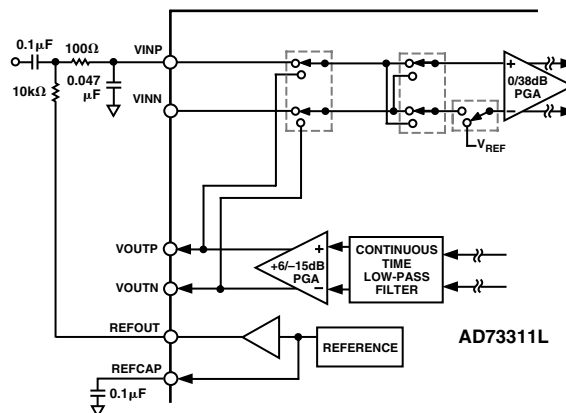 0.1μF
100Ω
VINP
0.047
μF
10kΩ
VINN
0/38dB
PGA
VREF
VOUTP
+6/–15dB
PGA
CONTINUOUS
TIME
LOW-PASS
FILTER
VOUTN
REFOUT
REFERENCE
AD73311L
REFCAP
0.1μF